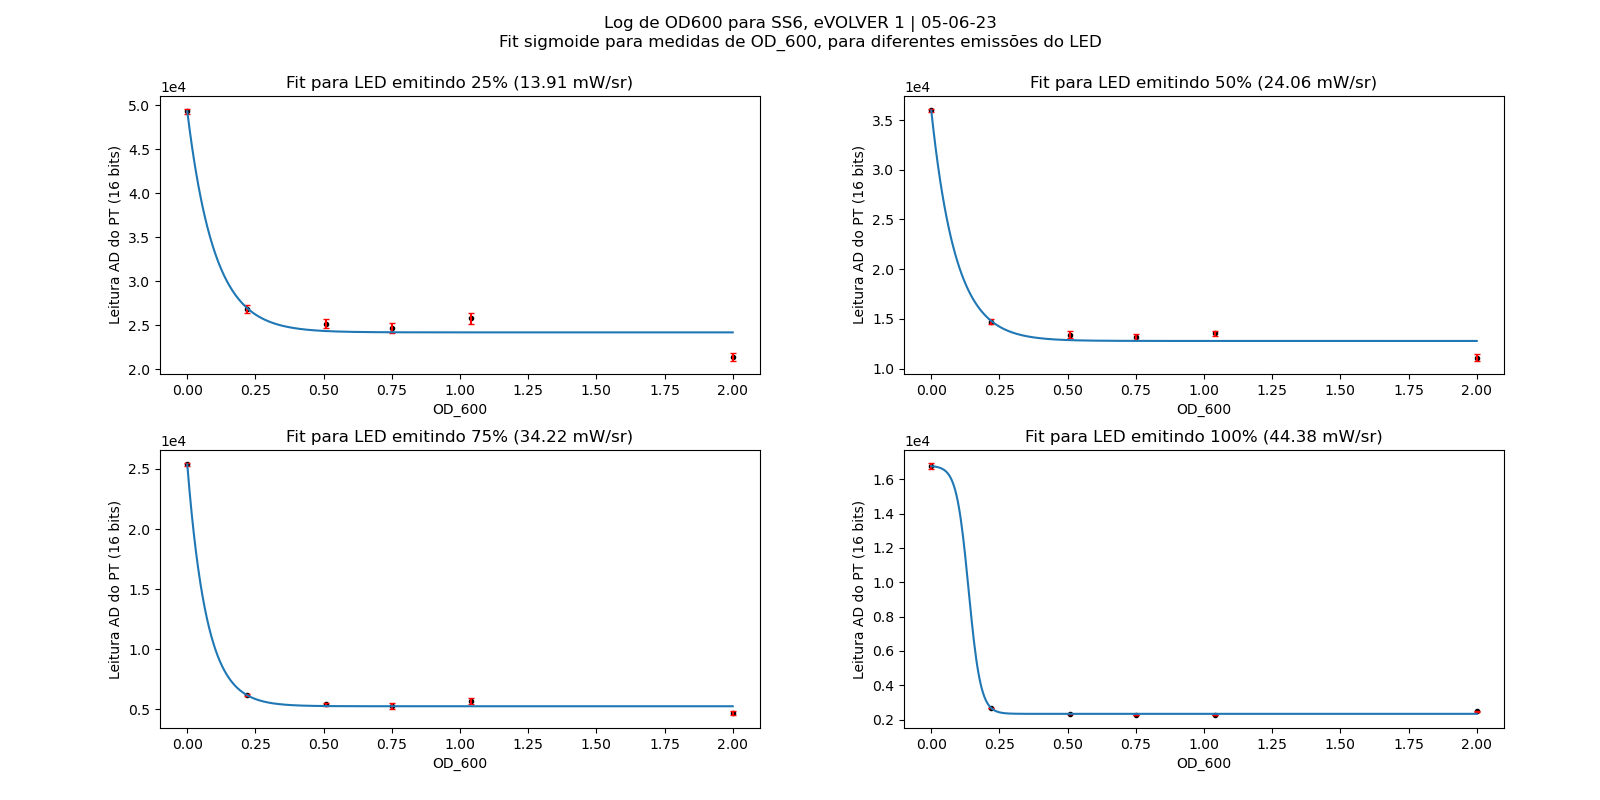 Log de OD600 para SS6, eVOLVER 1 | 05-06-23
Fit sigmoide para medidas de OD_600, para diferentes emissões do LED
Fit para LED emitindo 25% (13.91 mW/sr)
1e4
5.0
4.5
4.0
3.5
3.0
2.5
2.0
Leitura AD do PT (16 bits)
0.00 0.25 0.50 0.75 1.00 1.25 1.50 1.75 2.00
OD_600
Fit para LED emitindo 50% (24.06 mW/sr)
1e4
3.5
3.0
2.5
2.0
1.5
1.0
Leitura AD do PT (16 bits)
0.00 0.25 0.50 0.75 1.00 1.25 1.50 1.75 2.00
OD_600
Fit para LED emitindo 75% (34.22 mW/sr)
1e4
2.5
2.0
1.5
1.0
0.5
Leitura AD do PT (16 bits)
0.00 0.25 0.50 0.75 1.00 1.25 1.50 1.75 2.00
OD_600
Fit para LED emitindo 100% (44.38 mW/sr)
1e4
1.6
1.4
1.2
1.0
0.8
0.6
0.4
0.2
Leitura AD do PT (16 bits)
0.00 0.25 0.50 0.75 1.00 1.25 1.50 1.75 2.00
OD_600